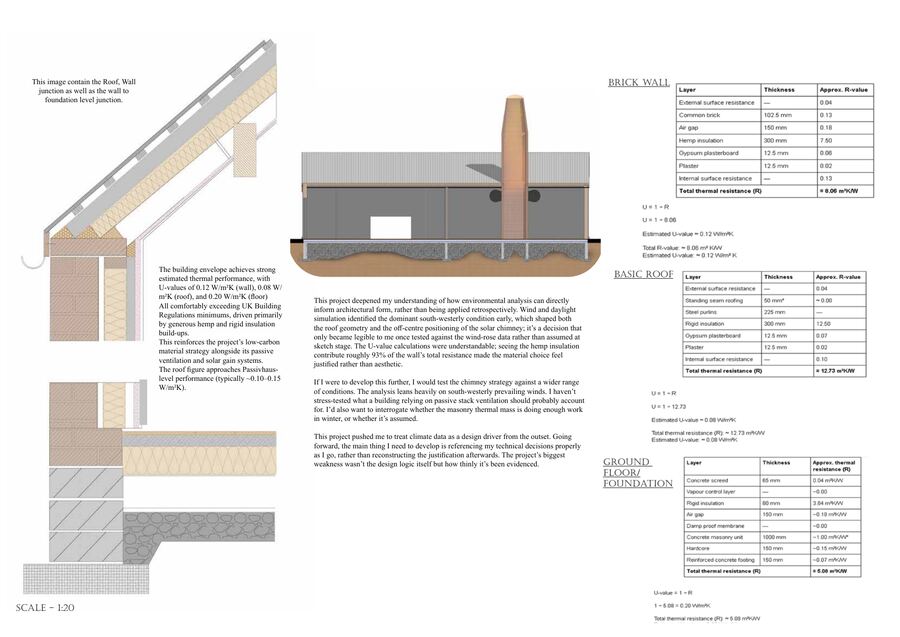 This image contain the Roof, Wall
junction as well as the wall to
foundation level junction.
The building envelope achieves strong
estimated thermal performance, with
U-values of 0.12 W/m²K (wall), 0.08 W/
m²K (roof), and 0.20 W/m²K (floor)
All comfortably exceeding UK Building
Regulations minimums, driven primarily
by generous hemp and rigid insulation
build-ups.
This reinforces the project's low-carbon
material strategy alongside its passive
ventilation and solar gain systems.
The roof figure approaches Passivhaus-
level performance (typically ~0.10–0.15
W/m²K).
SCALE - 1:20
This project deepened my understanding of how environmental analysis can directly
inform architectural form, rather than being applied retrospectively. Wind and daylight
simulation identified the dominant south-westerly condition early, which shaped both
the roof geometry and the off-centre positioning of the solar chimney; it's a decision that
only became legible to me once tested against the wind-rose data rather than assumed at
sketch stage. The U-value calculations were understanding; seeing the hemp insulation
contribute roughly 93% of the wall's total resistance made the material choice feel
justified rather than aesthetic.
If I were to develop this further, I would test the chimney strategy against a wider range
of conditions. The analysis leans heavily on south-westerly prevailing winds. I haven't
stress-tested what a building relying on passive stack ventilation should probably account
for. I'd also want to interrogate whether the masonry thermal mass is doing enough work
in winter, or whether it's assumed.
This project pushed me to treat climate data as a design driver from the outset. Going
forward, the main thing I need to develop is referencing my technical decisions properly
as I go, rather than reconstructing the justification afterwards. The project's biggest
weakness wasn't the design logic itself but how thinly it's been evidenced.
BRICK WALL
Layer Thickness Approx. R-value
External surface resistance — 0.04
Common brick 102.5 mm 0.13
Air gap 150 mm 0.18
Hemp insulation 300 mm 7.50
Gypsum plasterboard 12.5 mm 0.06
Plaster 12.5 mm 0.02
Internal surface resistance — 0.13
Total thermal resistance (R) = 8.06 m²K/W
U = 1 ÷ R
U = 1 ÷ 8.06
Estimated U-value ≈ 0.12 W/m²K
Total R-value: ≈ 8.06 m² K/W
Estimated U-value: ≈ 0.12 W/m² K
BASIC ROOF
Layer Thickness Approx. R-value
External surface resistance — 0.04
Standing seam roofing 50 mm* ~ 0.00
Steel purlins 225 mm —
Rigid insulation 300 mm 12.50
Gypsum plasterboard 12.5 mm 0.07
Plaster 12.5 mm 0.02
Internal surface resistance — 0.10
Total thermal resistance (R) = 12.73 m²K/W
U = 1 ÷ R
U = 1 ÷ 12.73
Estimated U-value ≈ 0.08 W/m²K
Total thermal resistance (R): ≈ 12.73 m²K/W
Estimated U-value: ≈ 0.08 W/m²K
GROUND
FLOOR/
FOUNDATION
Layer Thickness Approx. thermal
resistance (R)
Concrete screed 65 mm 0.04 m²K/W
Vapour control layer — ~0.00
Rigid insulation 80 mm 3.64 m²K/W
Air gap 150 mm ~0.18 m²K/W
Damp proof membrane — ~0.00
Concrete masonry unit 1000 mm ~1.00 m²K/W*
Hardcore 150 mm ~0.15 m²K/W
Reinforced concrete footing 150 mm ~0.07 m²K/W
Total thermal resistance (R) = 5.08 m²K/W
U-value = 1 ÷ R
1 ÷ 5.08 = 0.20 W/m²K
Total thermal resistance (R): ≈ 5.08 m²K/W